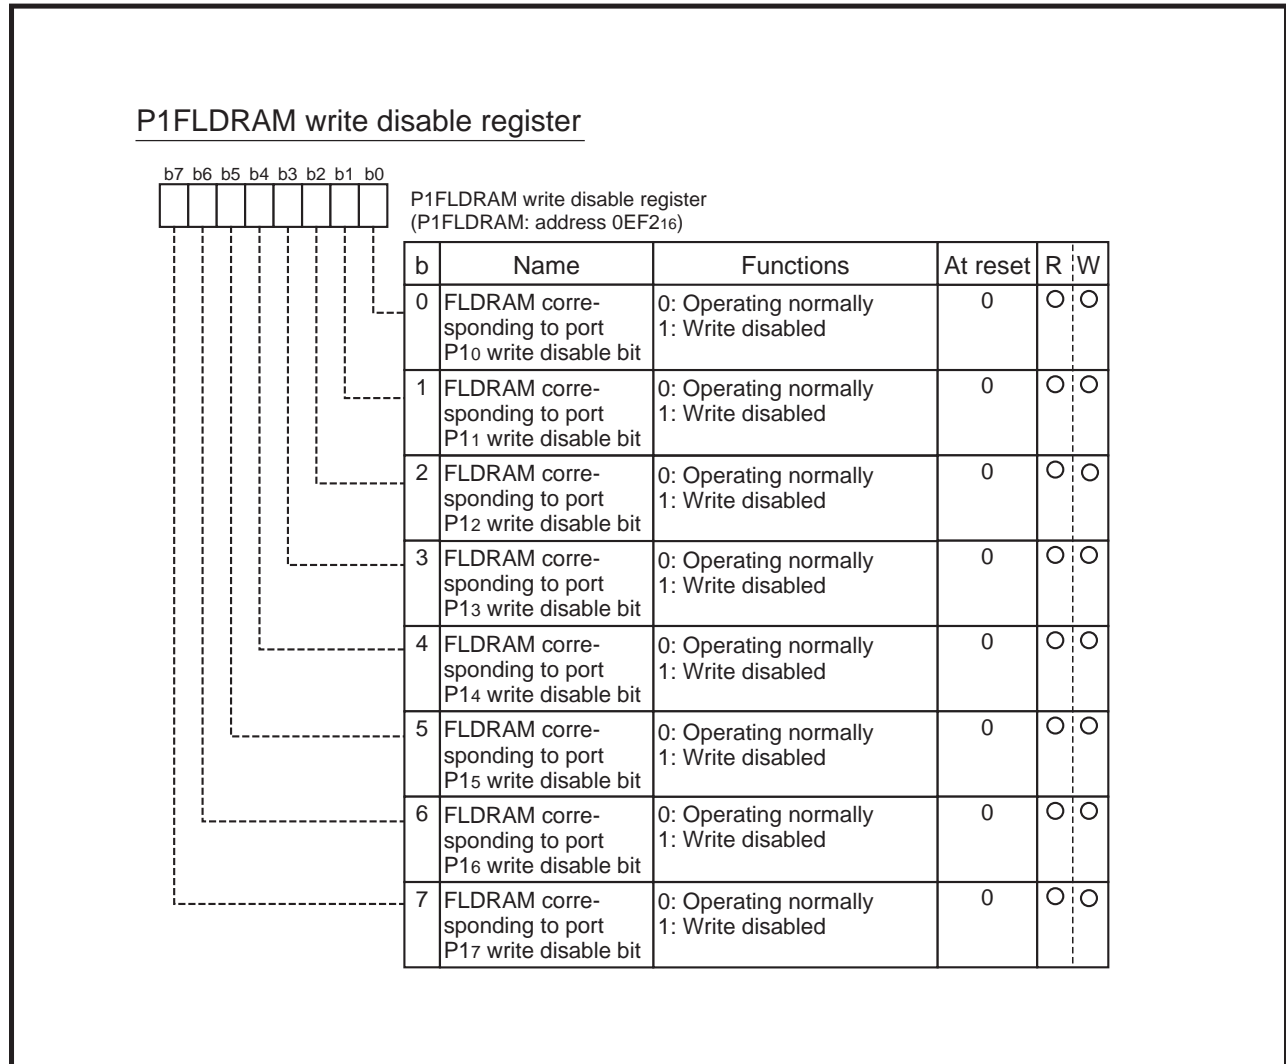 P1FLDRAM write disable register
b7 b6 b5 b4 b3 b2 b1 b0
P1FLDRAM write disable register
(P1FLDRAM: address 0EF216)
b Name Functions At reset R W
0 FLDRAM corre- 0: Operating normally 0 O O
sponding to port 1: Write disabled
P10 write disable bit
1 FLDRAM corre- 0: Operating normally 0 O O
sponding to port 1: Write disabled
P11 write disable bit
2 FLDRAM corre- 0: Operating normally 0 O O
sponding to port 1: Write disabled
P12 write disable bit
3 FLDRAM corre- 0: Operating normally 0 O O
sponding to port 1: Write disabled
P13 write disable bit
4 FLDRAM corre- 0: Operating normally 0 O O
sponding to port 1: Write disabled
P14 write disable bit
5 FLDRAM corre- 0: Operating normally 0 O O
sponding to port 1: Write disabled
P15 write disable bit
6 FLDRAM corre- 0: Operating normally 0 O O
sponding to port 1: Write disabled
P16 write disable bit
7 FLDRAM corre- 0: Operating normally 0 O O
sponding to port 1: Write disabled
P17 write disable bit